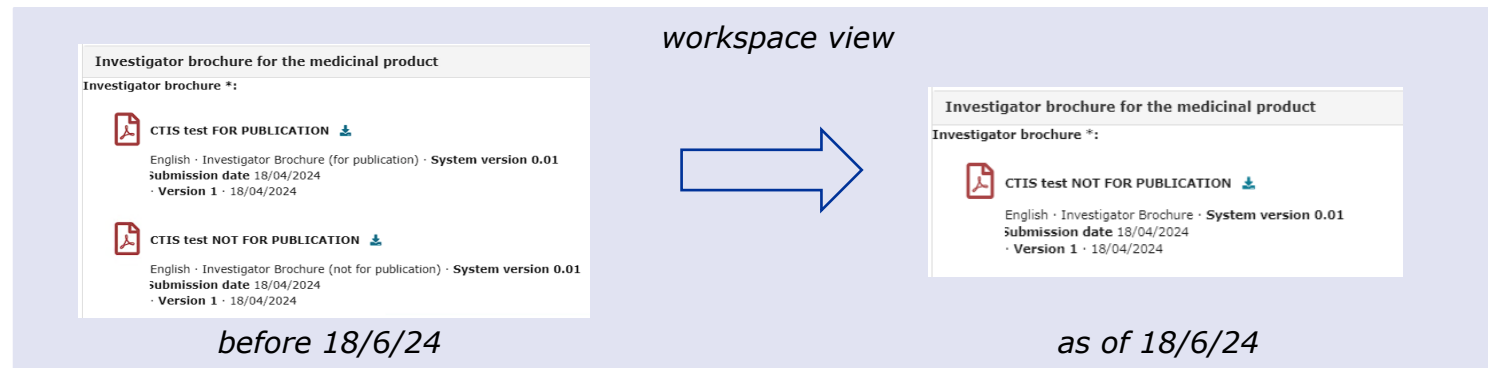 workspace view
Investigator brochure for the medicinal product
Investigator brochure *:
CTIS test FOR PUBLICATION
English · Investigator Brochure (for publication) · System version 0.01
Submission date 18/04/2024
· Version 1 · 18/04/2024
CTIS test NOT FOR PUBLICATION
English · Investigator Brochure (not for publication) · System version 0.01
Submission date 18/04/2024
· Version 1 · 18/04/2024
before 18/6/24
Investigator brochure for the medicinal product
Investigator brochure *:
CTIS test NOT FOR PUBLICATION
English · Investigator Brochure · System version 0.01
Submission date 18/04/2024
· Version 1 · 18/04/2024
as of 18/6/24